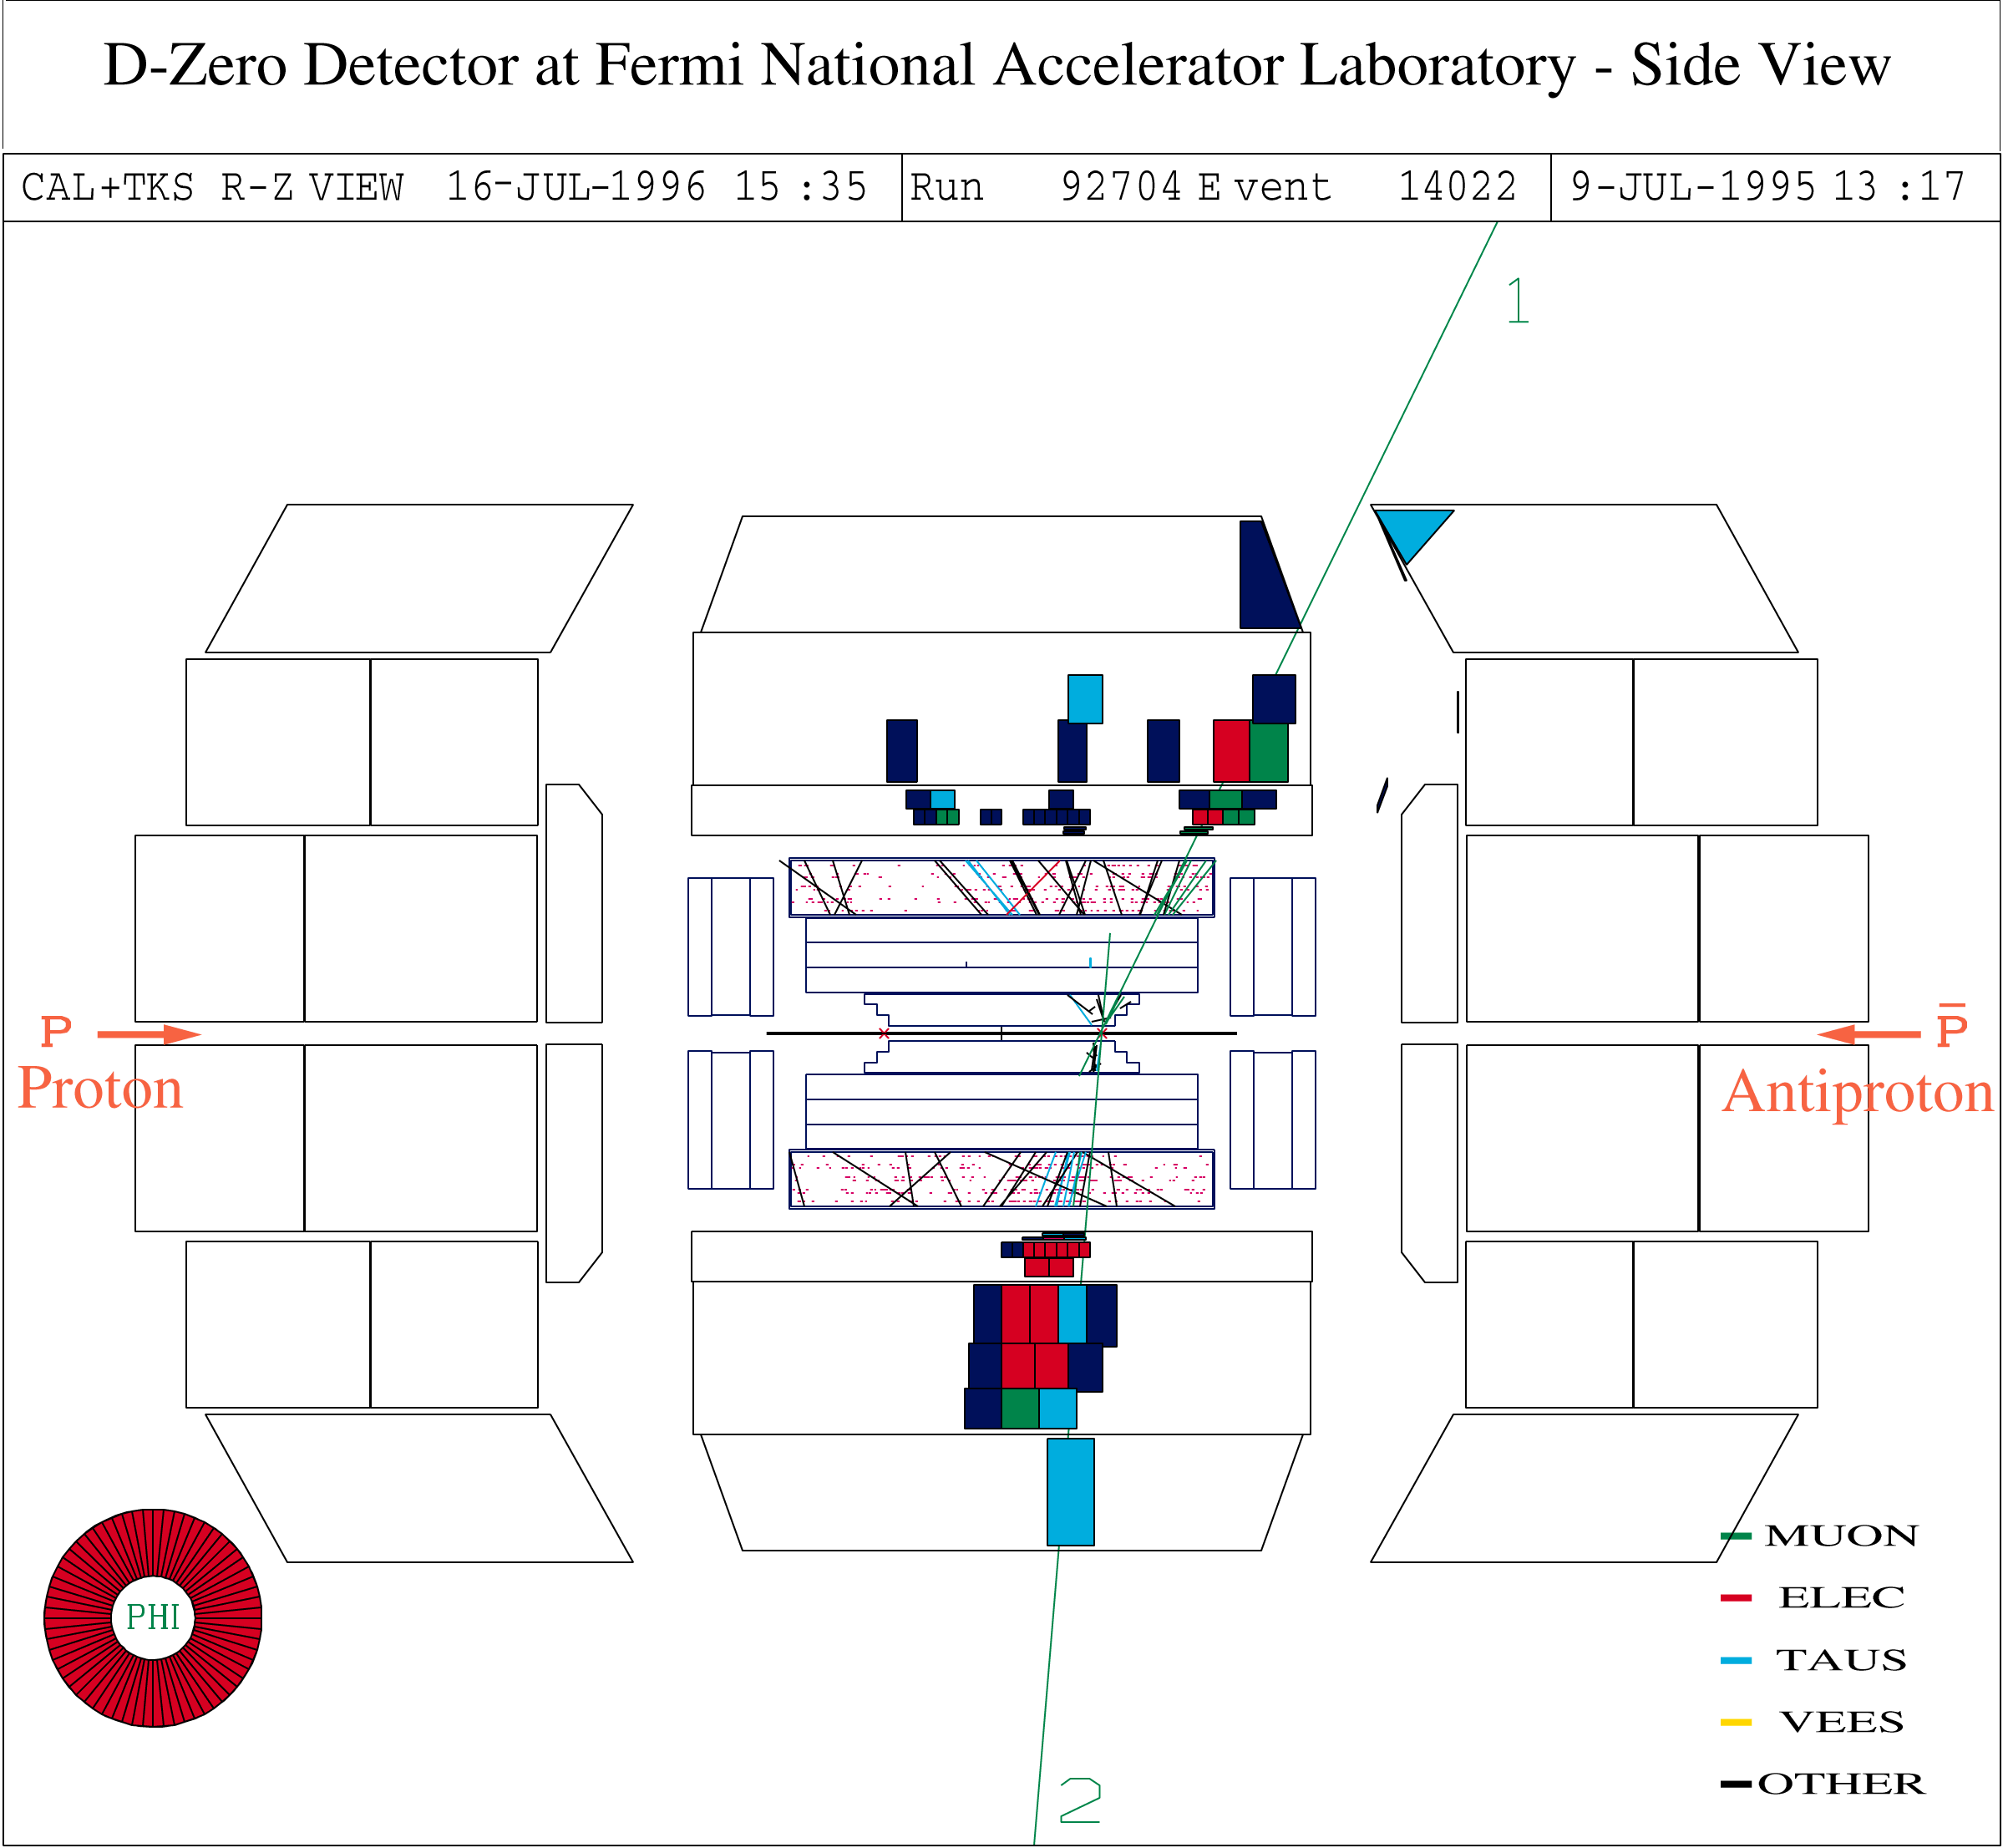 D-Zero Detector at Fermi National Accelerator Laboratory - Side View
CAL+TKS R-Z VIEW 16-JUL-1996 15 :35 Run 92704 E vent 14022 9-JUL-1995 13 :17
1
P P̅
Proton Antiproton
MUON
ELEC
PHI
TAUS
VEES
OTHER
2